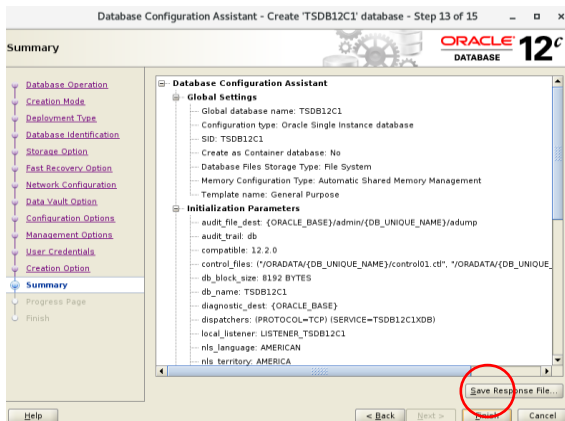 Database Configuration Assistant - Create 'TSDB12C1' database - Step 13 of 15
Summary
ORACLE
DATABASE
12c
Database Operation
Creation Mode
Deployment Type
Database Identification
Storage Option
Fast Recovery Option
Network Configuration
Data Vault Option
Configuration Options
Management Options
User Credentials
Creation Option
Summary
Progress Page
Finish
Database Configuration Assistant
Global Settings
Global database name: TSDB12C1
Configuration type: Oracle Single Instance database
SID: TSDB12C1
Create as Container database: No
Database Files Storage Type: File System
Memory Configuration Type: Automatic Shared Memory Management
Template name: General Purpose
Initialization Parameters
audit_file_dest: {ORACLE_BASE}/admin/{DB_UNIQUE_NAME}/adump
audit_trail: db
compatible: 12.2.0
control_files: ("/ORADATA/{DB_UNIQUE_NAME}/control01.ctl", "/ORADATA/{DB_UNIQUE_
db_block_size: 8192 BYTES
db_name: TSDB12C1
diagnostic_dest: {ORACLE_BASE}
dispatchers: (PROTOCOL=TCP) (SERVICE=TSDB12C1XDB)
local_listener: LISTENER_TSDB12C1
nls_language: AMERICAN
nls_territory: AMERICA
Save Response File...
Help
< Back
Next >
Finish
Cancel